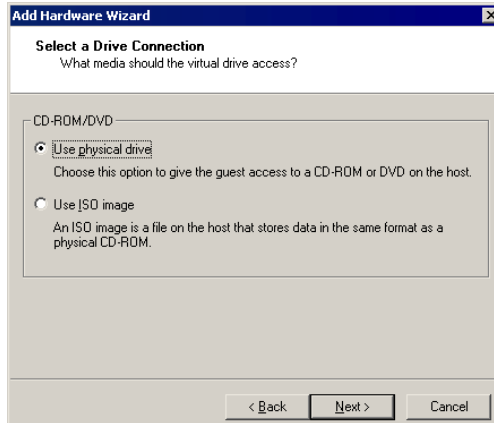 Add Hardware Wizard
Select a Drive Connection
What media should the virtual drive access?
CD-ROM/DVD
Use physical drive
Choose this option to give the guest access to a CD-ROM or DVD on the host.
Use ISO image
An ISO image is a file on the host that stores data in the same format as a
physical CD-ROM.
< Back
Next >
Cancel